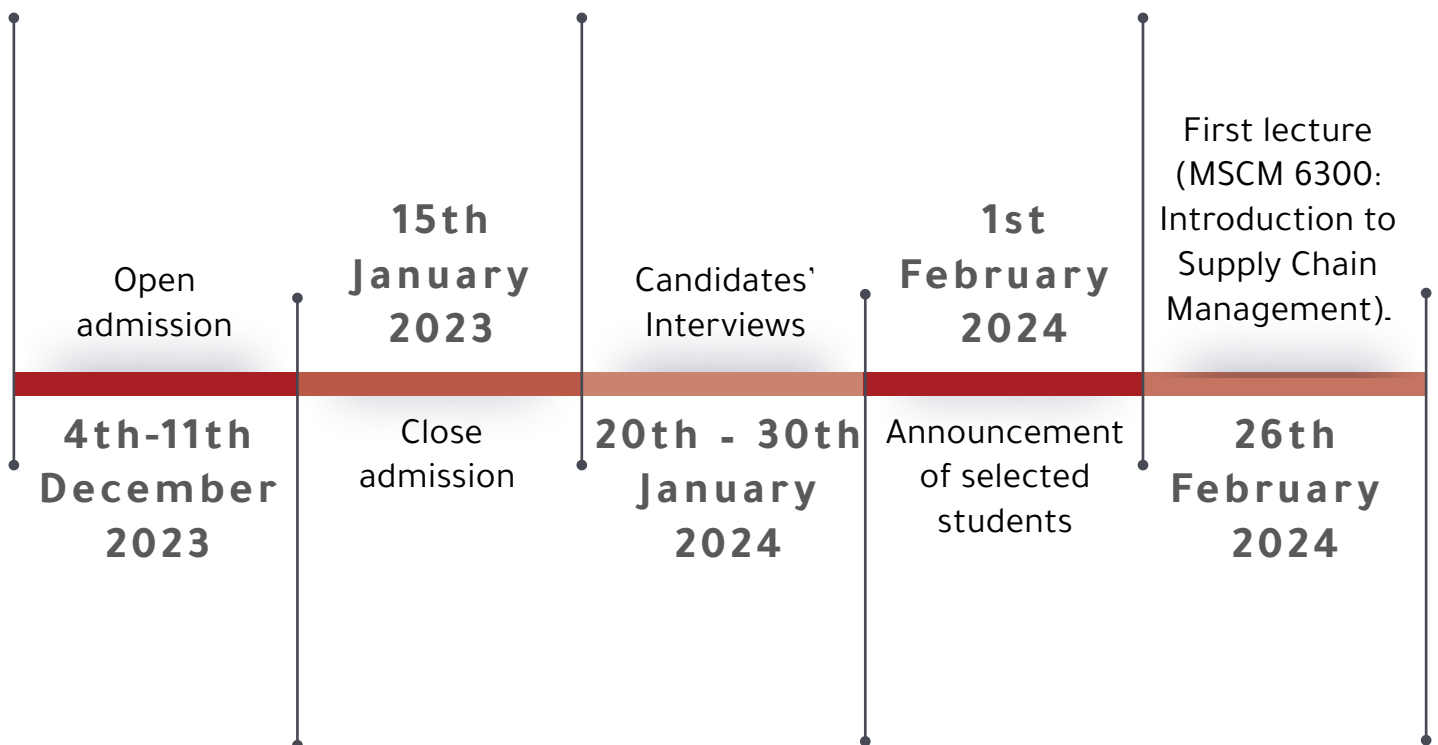 Open
admission
4th-11th
December
2023
15th
January
2023
Close
admission
Candidates'
Interviews
20th - 30th
January
2024
1st
February
2024
Announcement
of selected
students
First lecture
(MSCM 6300:
Introduction to
Supply Chain
Management).
26th
February
2024